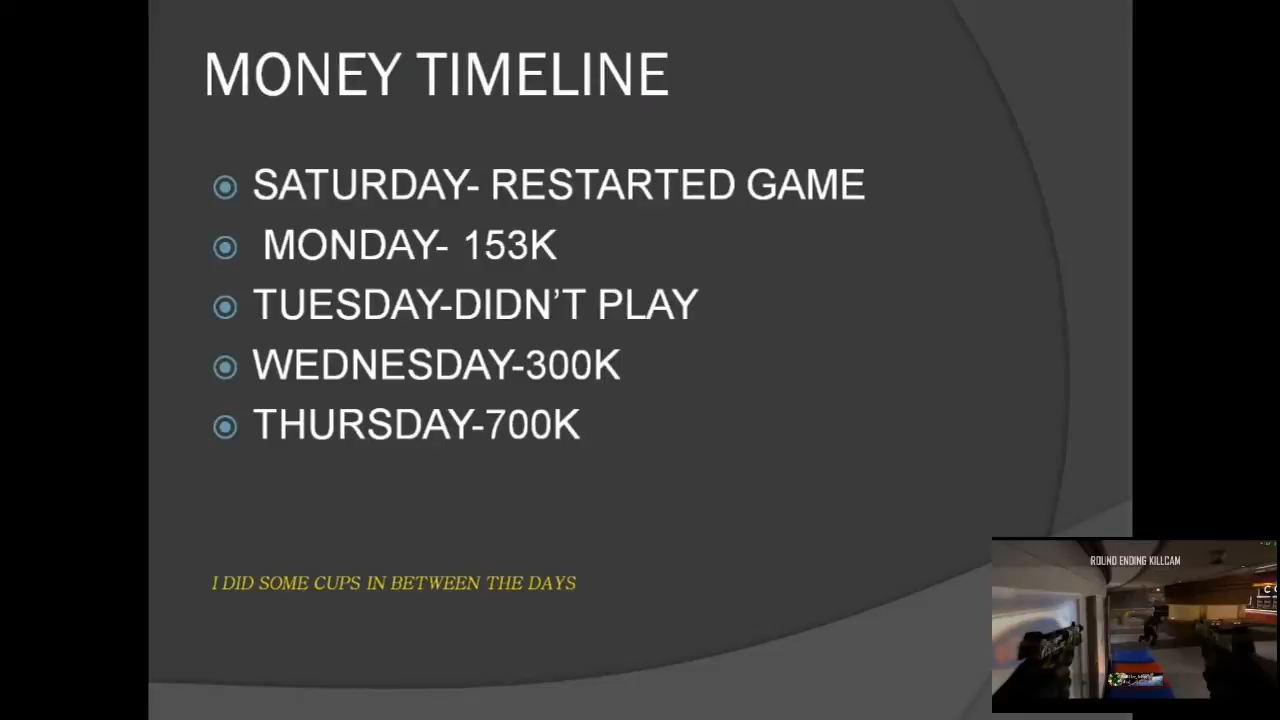 MONEY TIMELINE
SATURDAY- RESTARTED GAME
MONDAY- 153K
TUESDAY-DIDN'T PLAY
WEDNESDAY-300K
THURSDAY-700K
I DID SOME CUPS IN BETWEEN THE DAYS
ROUND ENDING KILLCAM